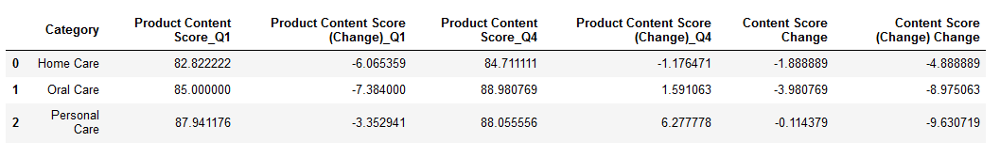 Category Product Content Score_Q1 Product Content Score (Change)_Q1 Product Content Score_Q4 Product Content Score (Change)_Q4 Content Score Change Content Score (Change) Change
0 Home Care 82.822222 -6.065359 84.711111 -1.176471 -1.888889 -4.888889
1 Oral Care 85.000000 -7.384000 88.980769 1.591063 -3.980769 -8.975063
2 Personal Care 87.941176 -3.352941 88.055556 6.277778 -0.114379 -9.630719